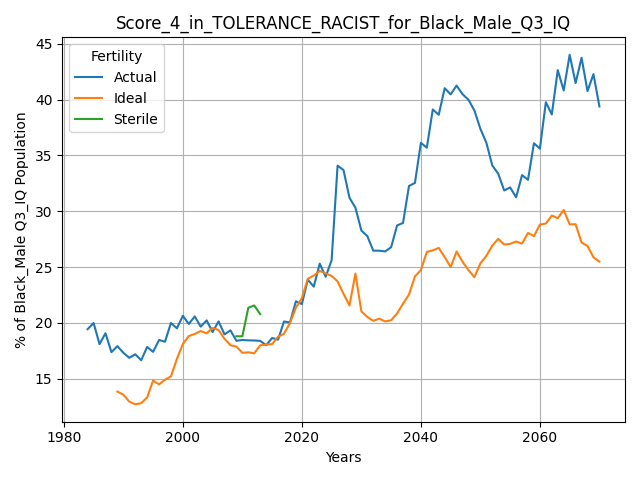 Score_4_in_TOLERANCE_RACIST_for_Black_Male_Q3_IQ
Fertility
Actual
Ideal
Sterile
% of Black_Male Q3_IQ Population
45
40
35
30
25
20
15
1980
2000
2020
2040
2060
Years